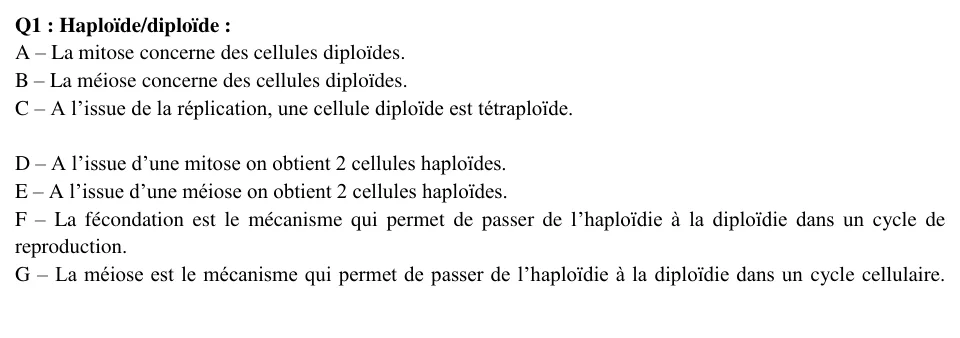 Q1 : Haploïde/diploïde :
A – La mitose concerne des cellules diploïdes.
B – La méiose concerne des cellules diploïdes.
C – A l’issue de la réplication, une cellule diploïde est tétraploïde.
D – A l’issue d’une mitose on obtient 2 cellules haploïdes.
E – A l’issue d’une méiose on obtient 2 cellules haploïdes.
F – La fécondation est le mécanisme qui permet de passer de l’haploïdie à la diploïdie dans un cycle de
reproduction.
G – La méiose est le mécanisme qui permet de passer de l’haploïdie à la diploïdie dans un cycle cellulaire.